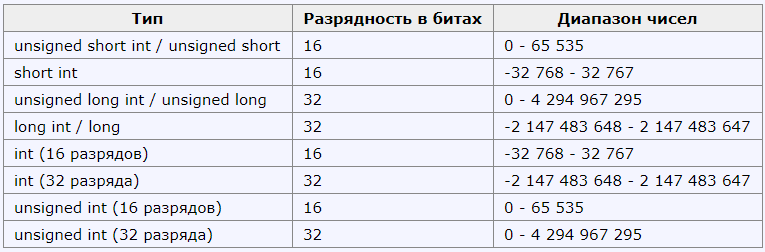 Тип Разрядность в битах Диапазон чисел
unsigned short int / unsigned short 16 0 - 65 535
short int 16 -32 768 - 32 767
unsigned long int / unsigned long 32 0 - 4 294 967 295
long int / long 32 -2 147 483 648 - 2 147 483 647
int (16 разрядов) 16 -32 768 - 32 767
int (32 разряда) 32 -2 147 483 648 - 2 147 483 647
unsigned int (16 разрядов) 16 0 - 65 535
unsigned int (32 разряда) 32 0 - 4 294 967 295